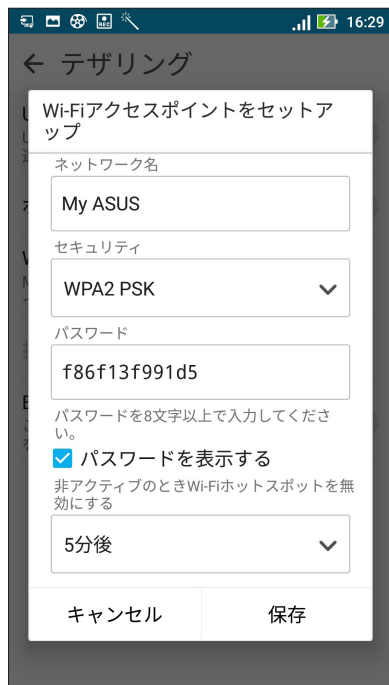 16:29
← テザリング
Wi-Fiアクセスポイントをセットア
ップ
ネットワーク名
My ASUS
セキュリティ
WPA2 PSK
パスワード
f86f13f991d5
パスワードを8文字以上で入力してくださ
い。
パスワードを表示する
非アクティブのときWi-Fiホットスポットを無
効にする
5分後
キャンセル 保存